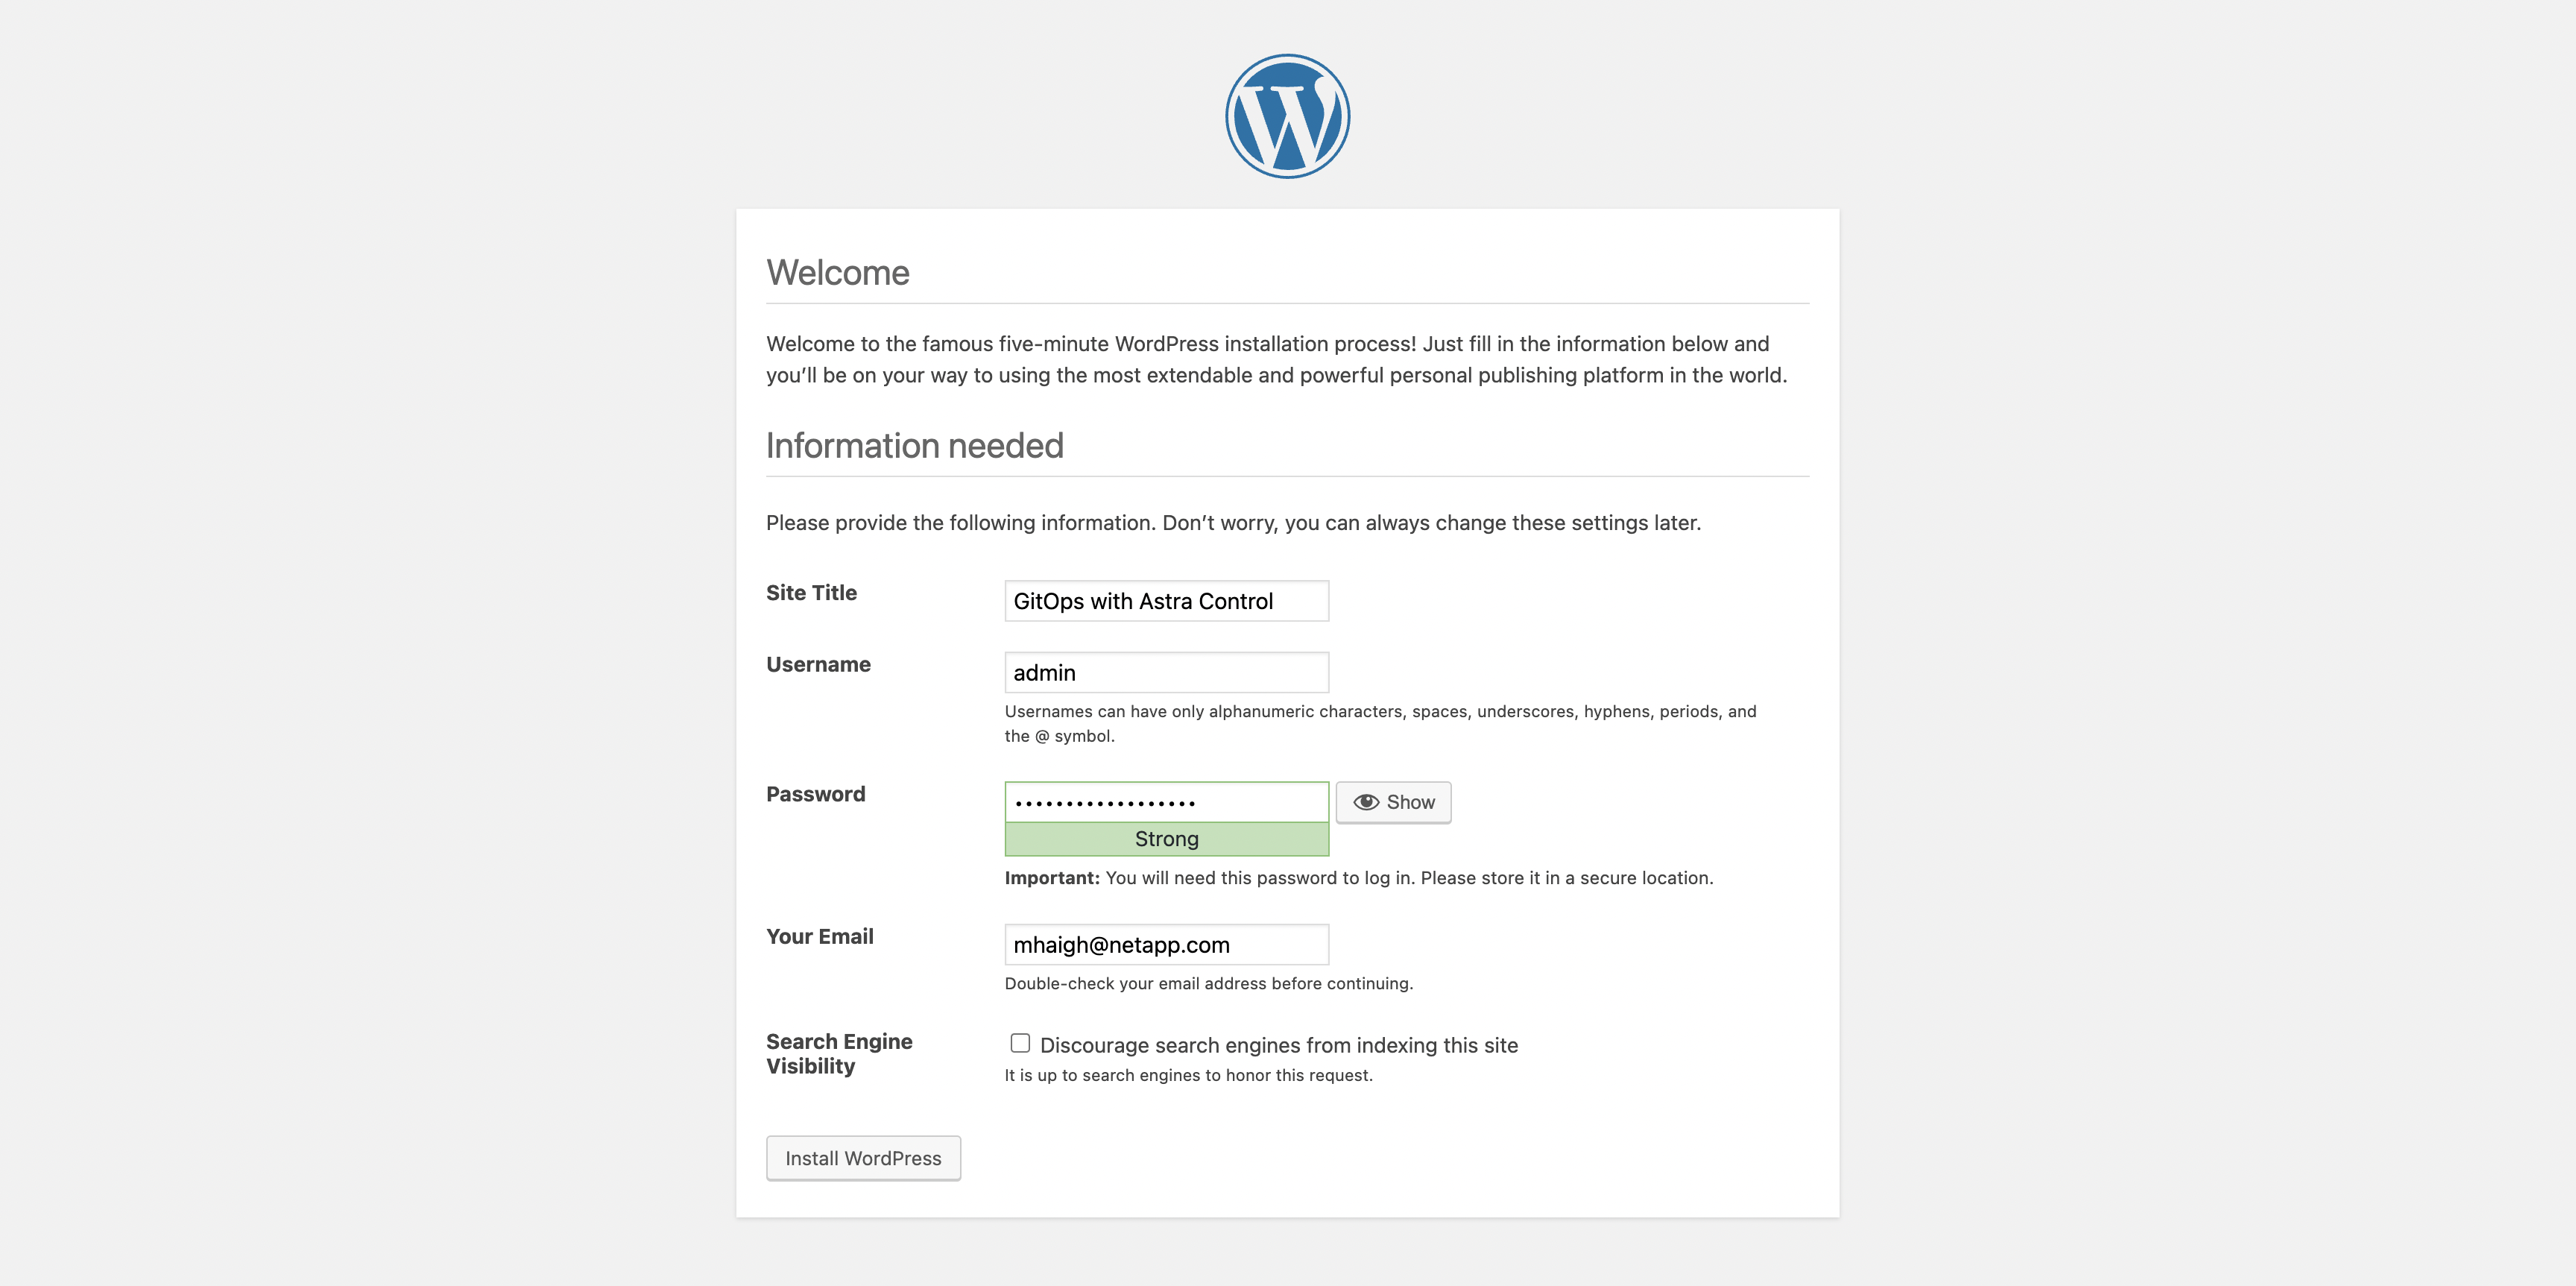 Welcome
Welcome to the famous five-minute WordPress installation process! Just fill in the information below and
you’ll be on your way to using the most extendable and powerful personal publishing platform in the world.
Information needed
Please provide the following information. Don’t worry, you can always change these settings later.
Site Title
GitOps with Astra Control
Username
admin
Usernames can have only alphanumeric characters, spaces, underscores, hyphens, periods, and
the @ symbol.
Password
••••••••••••••••••
Show
Strong
Important: You will need this password to log in. Please store it in a secure location.
Your Email
mhaigh@netapp.com
Double-check your email address before continuing.
Search Engine
Visibility
Discourage search engines from indexing this site
It is up to search engines to honor this request.
Install WordPress